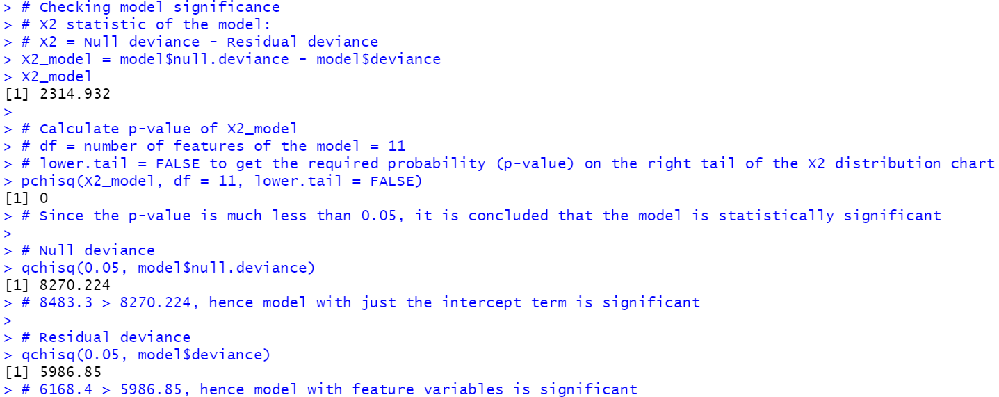 > # Checking model significance
> # X2 statistic of the model:
> # X2 = Null deviance - Residual deviance
> X2_model = model$null.deviance - model$deviance
> X2_model
[1] 2314.932
>
> # Calculate p-value of X2_model
> # df = number of features of the model = 11
> # lower.tail = FALSE to get the required probability (p-value) on the right tail of the X2 distribution chart
> pchisq(X2_model, df = 11, lower.tail = FALSE)
[1] 0
> # Since the p-value is much less than 0.05, it is concluded that the model is statistically significant
>
> # Null deviance
> qchisq(0.05, model$null.deviance)
[1] 8270.224
> # 8483.3 > 8270.224, hence model with just the intercept term is significant
>
> # Residual deviance
> qchisq(0.05, model$deviance)
[1] 5986.85
> # 6168.4 > 5986.85, hence model with feature variables is significant